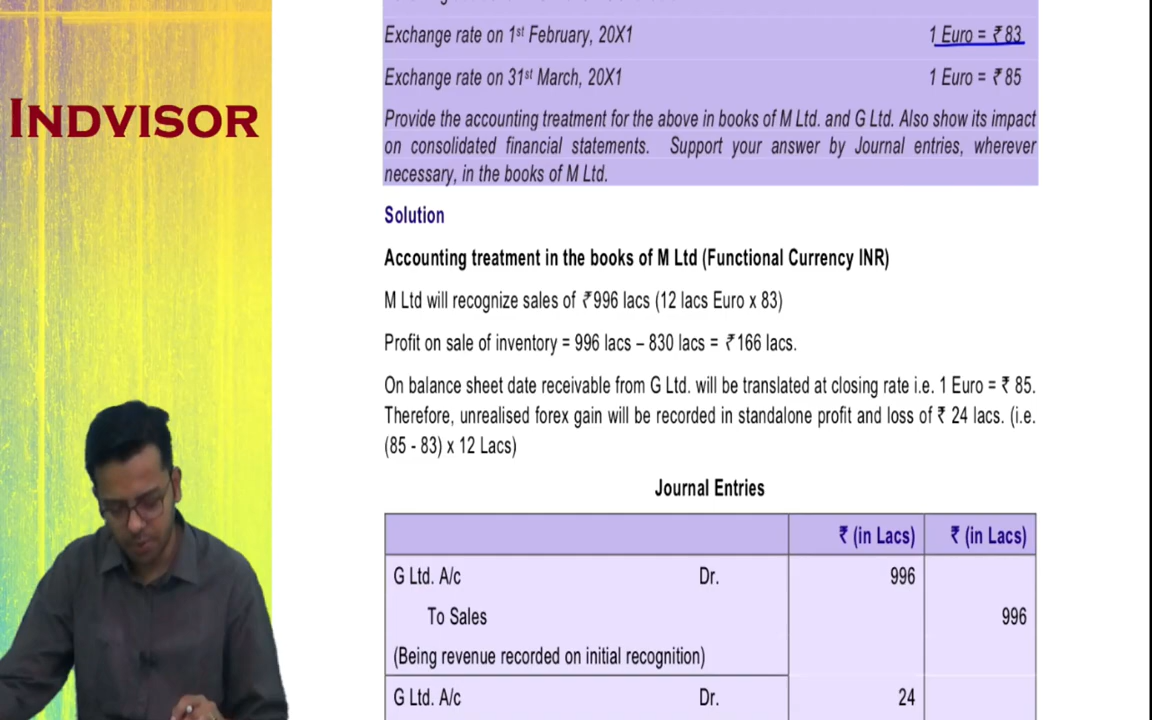 INDVISOR
Exchange rate on 1st February, 20X1 1 Euro = ₹ 83
Exchange rate on 31st March, 20X1 1 Euro = ₹ 85
Provide the accounting treatment for the above in books of M Ltd. and G Ltd. Also show its impact
on consolidated financial statements. Support your answer by Journal entries, wherever
necessary, in the books of M Ltd.
Solution
Accounting treatment in the books of M Ltd (Functional Currency INR)
M Ltd will recognize sales of ₹ 996 lacs (12 lacs Euro x 83)
Profit on sale of inventory = 996 lacs – 830 lacs = ₹ 166 lacs.
On balance sheet date receivable from G Ltd. will be translated at closing rate i.e. 1 Euro = ₹ 85.
Therefore, unrealised forex gain will be recorded in standalone profit and loss of ₹ 24 lacs. (i.e.
(85 - 83) x 12 Lacs)
Journal Entries
₹ (in Lacs) ₹ (in Lacs)
G Ltd. A/c Dr. 996
To Sales 996
(Being revenue recorded on initial recognition)
G Ltd. A/c Dr. 24